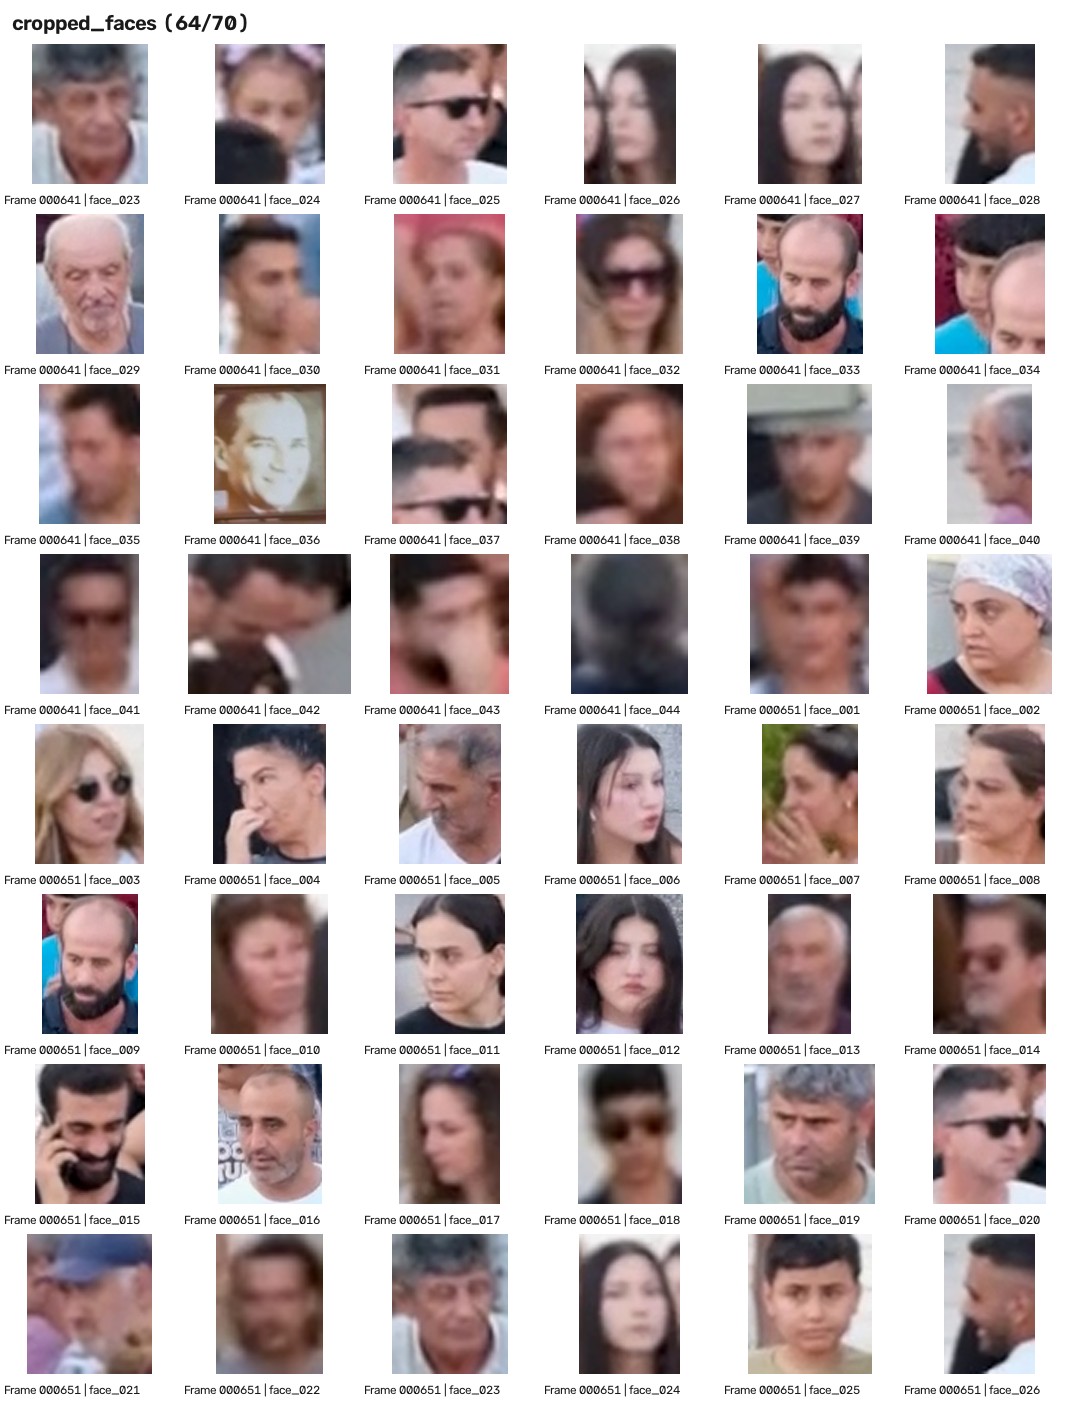 cropped_faces (64/70)
Frame 000641 | face_023 Frame 000641 | face_024 Frame 000641 | face_025 Frame 000641 | face_026 Frame 000641 | face_027 Frame 000641 | face_028
Frame 000641 | face_029 Frame 000641 | face_030 Frame 000641 | face_031 Frame 000641 | face_032 Frame 000641 | face_033 Frame 000641 | face_034
Frame 000641 | face_035 Frame 000641 | face_036 Frame 000641 | face_037 Frame 000641 | face_038 Frame 000641 | face_039 Frame 000641 | face_040
Frame 000641 | face_041 Frame 000641 | face_042 Frame 000641 | face_043 Frame 000641 | face_044 Frame 000651 | face_001 Frame 000651 | face_002
Frame 000651 | face_003 Frame 000651 | face_004 Frame 000651 | face_005 Frame 000651 | face_006 Frame 000651 | face_007 Frame 000651 | face_008
Frame 000651 | face_009 Frame 000651 | face_010 Frame 000651 | face_011 Frame 000651 | face_012 Frame 000651 | face_013 Frame 000651 | face_014
Frame 000651 | face_015 Frame 000651 | face_016 Frame 000651 | face_017 Frame 000651 | face_018 Frame 000651 | face_019 Frame 000651 | face_020
Frame 000651 | face_021 Frame 000651 | face_022 Frame 000651 | face_023 Frame 000651 | face_024 Frame 000651 | face_025 Frame 000651 | face_026